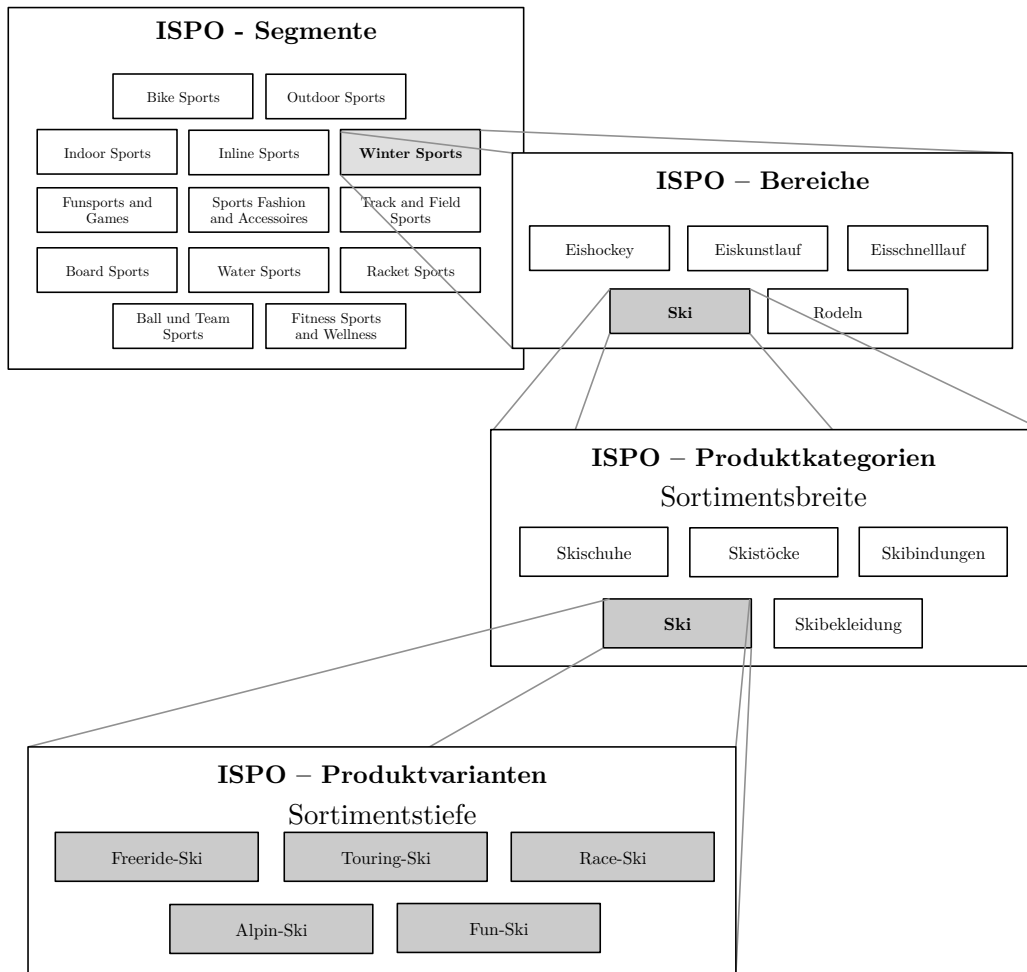 ISPO - Segmente
Bike Sports
Outdoor Sports
Indoor Sports
Inline Sports
Winter Sports
Funsports and
Games
Sports Fashion
and Accessoires
Track and Field
Sports
Board Sports
Water Sports
Racket Sports
Ball und Team
Sports
Fitness Sports
and Wellness
ISPO – Bereiche
Eishockey
Eiskunstlauf
Eisschnelllauf
Ski
Rodeln
ISPO – Produktkategorien
Sortimentsbreite
Skischuhe
Skistöcke
Skibindungen
Ski
Skibekleidung
ISPO – Produktvarianten
Sortimentstiefe
Freeride-Ski
Touring-Ski
Race-Ski
Alpin-Ski
Fun-Ski